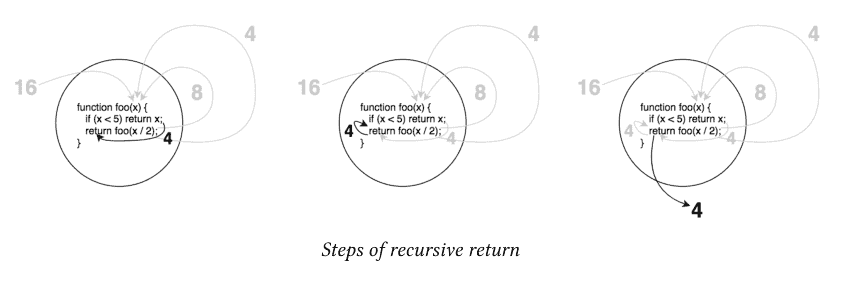 16
4
8
function foo(x) {
if (x < 5) return x;
return foo(x / 2);
}
4
16
4
8
function foo(x) {
if (x < 5) return x;
return foo(x / 2);
}
4
4
16
4
8
function foo(x) {
if (x < 5) return x;
return foo(x / 2);
}
4
4
4
Steps of recursive return